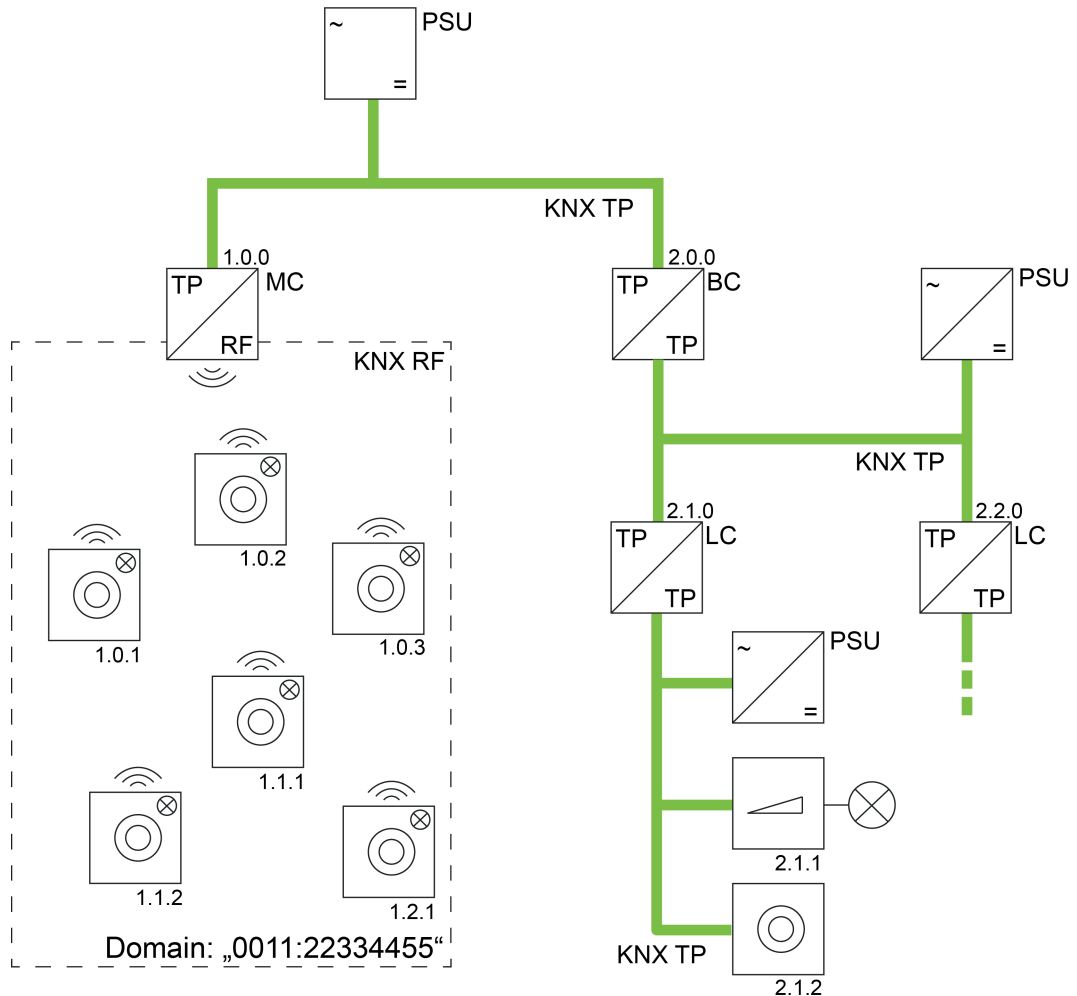 ~
PSU
=
KNX TP
1.0.0
TP
MC
RF
2.0.0
TP
BC
TP
~
PSU
=
KNX RF
KNX TP
1.0.2
1.0.1
1.0.3
1.1.1
1.1.2
1.2.1
Domain: „0011:22334455“
2.1.0
TP
LC
TP
2.2.0
TP
LC
TP
~
PSU
=
2.1.1
KNX TP
2.1.2